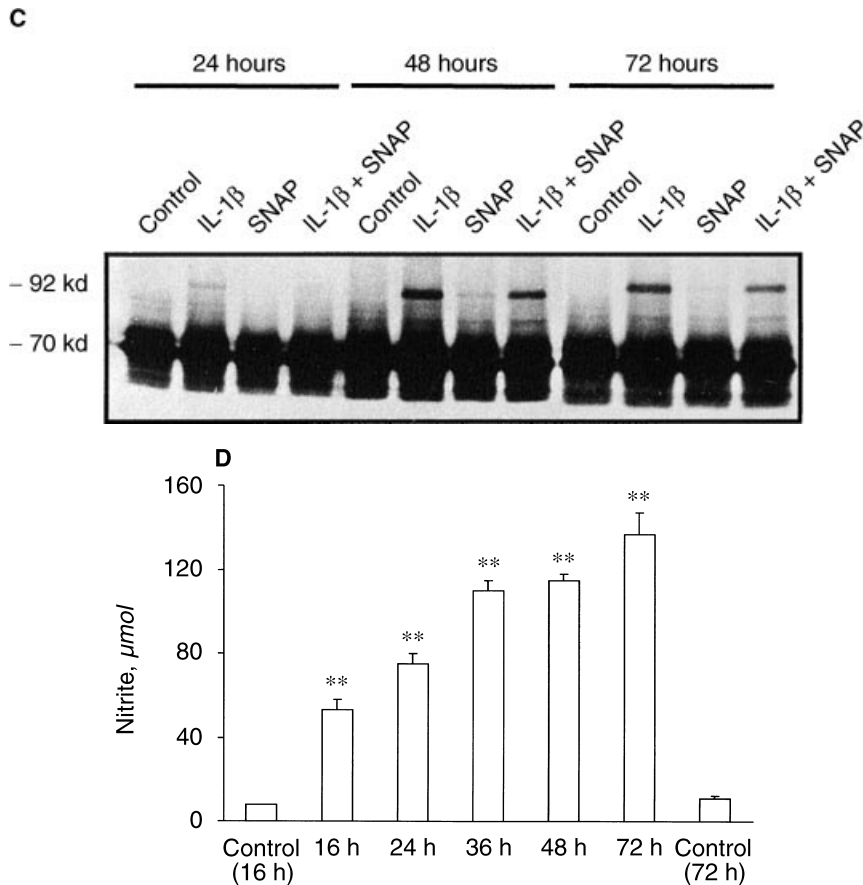 C
24 hours 48 hours 72 hours
Control IL-1β SNAP IL-1β + SNAP Control IL-1β SNAP IL-1β + SNAP Control IL-1β SNAP IL-1β + SNAP
– 92 kd
– 70 kd
D
160
120
80
40
0
Nitrite, µmol
** ** ** ** **
Control 16 h 24 h 36 h 48 h 72 h Control
(16 h) (72 h)